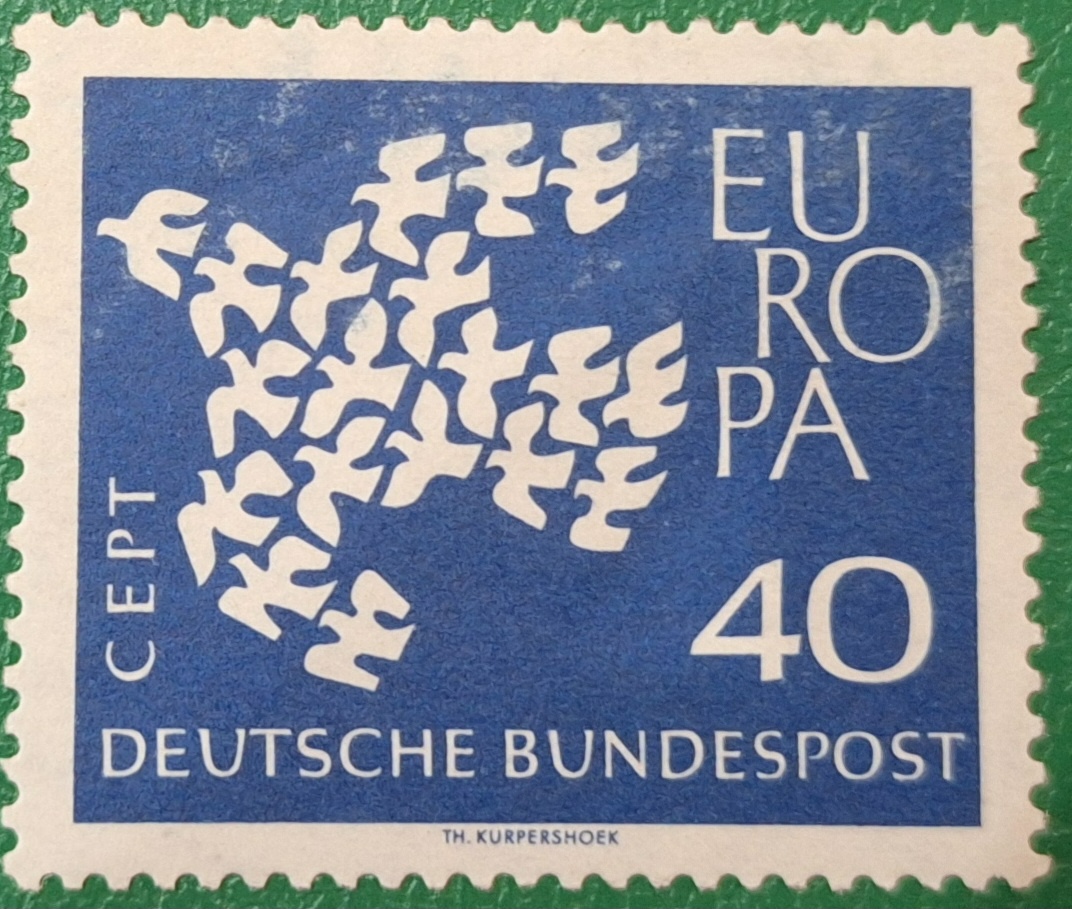 EU
RO
PA
CEPT
40
DEUTSCHE BUNDESPOST
TH. KURPERSHOEK